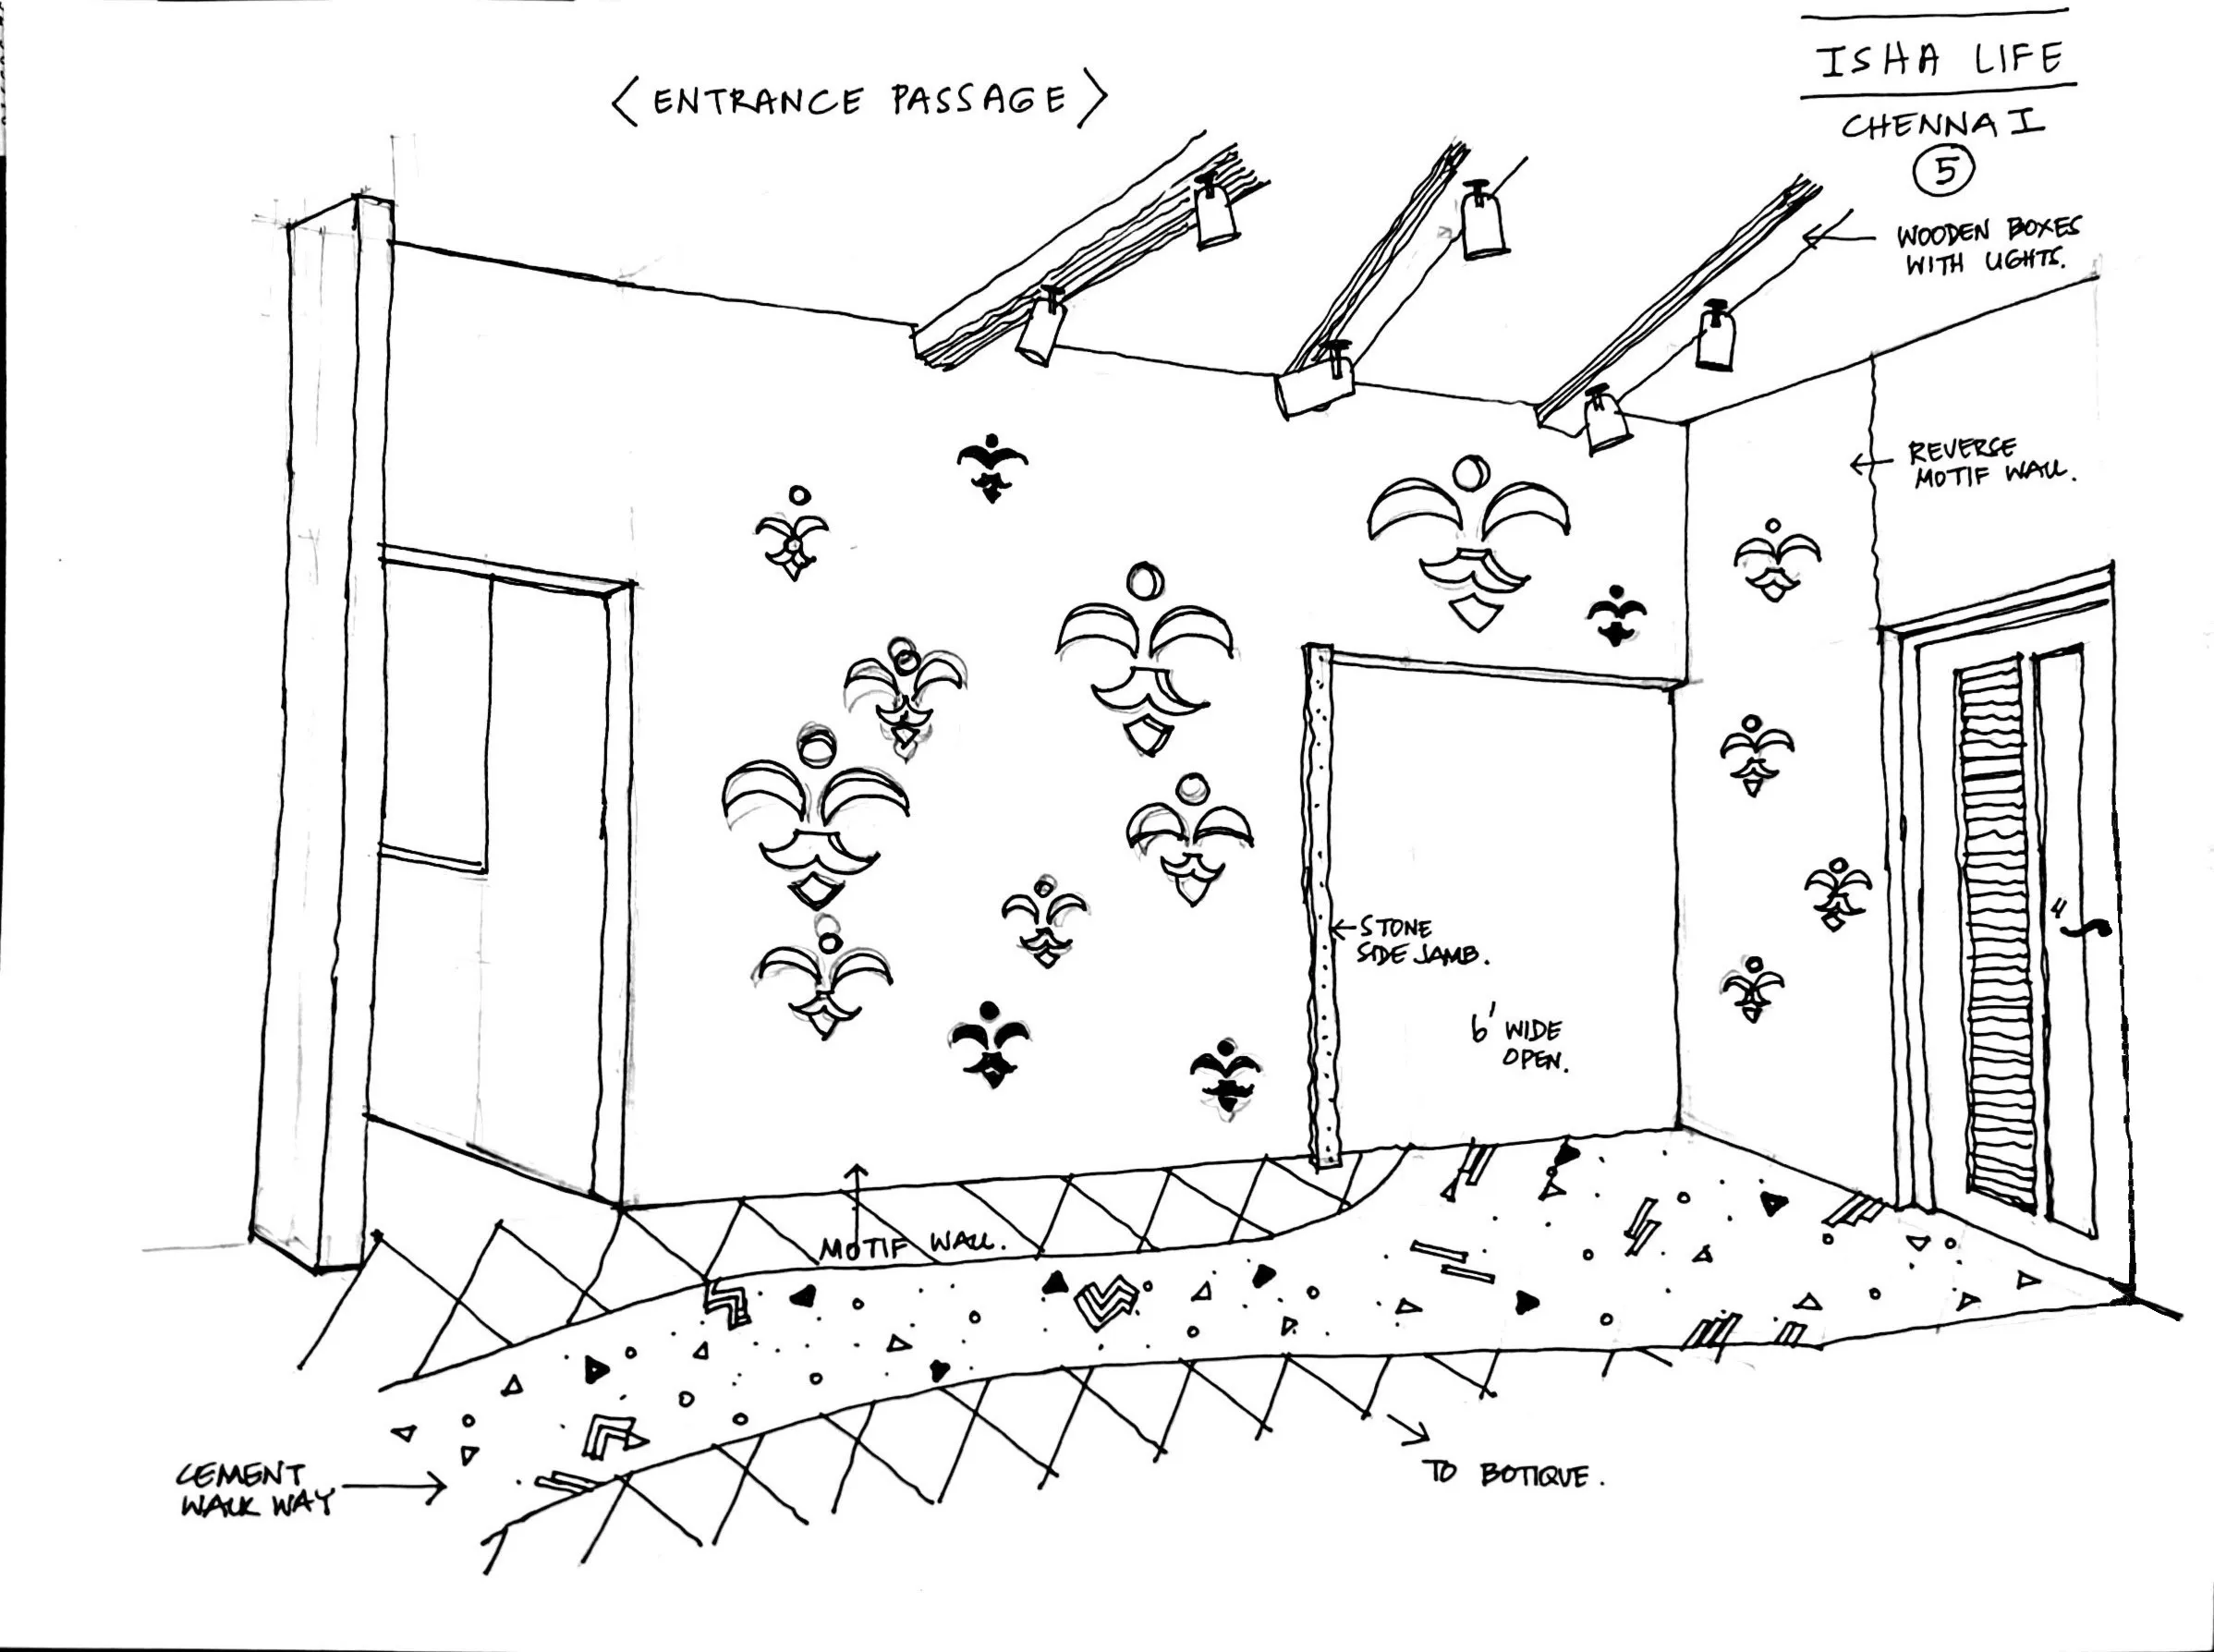 <ENTRANCE PASSAGE>
ISHA LIFE
CHENNAI
5
WOODEN BOXES
WITH LIGHTS.
REVERSE
MOTIF WALL.
STONE
SIDE JAMB.
6' WIDE
OPEN.
MOTIF WALL.
CEMENT
WALK WAY
TO BOTIQUE.